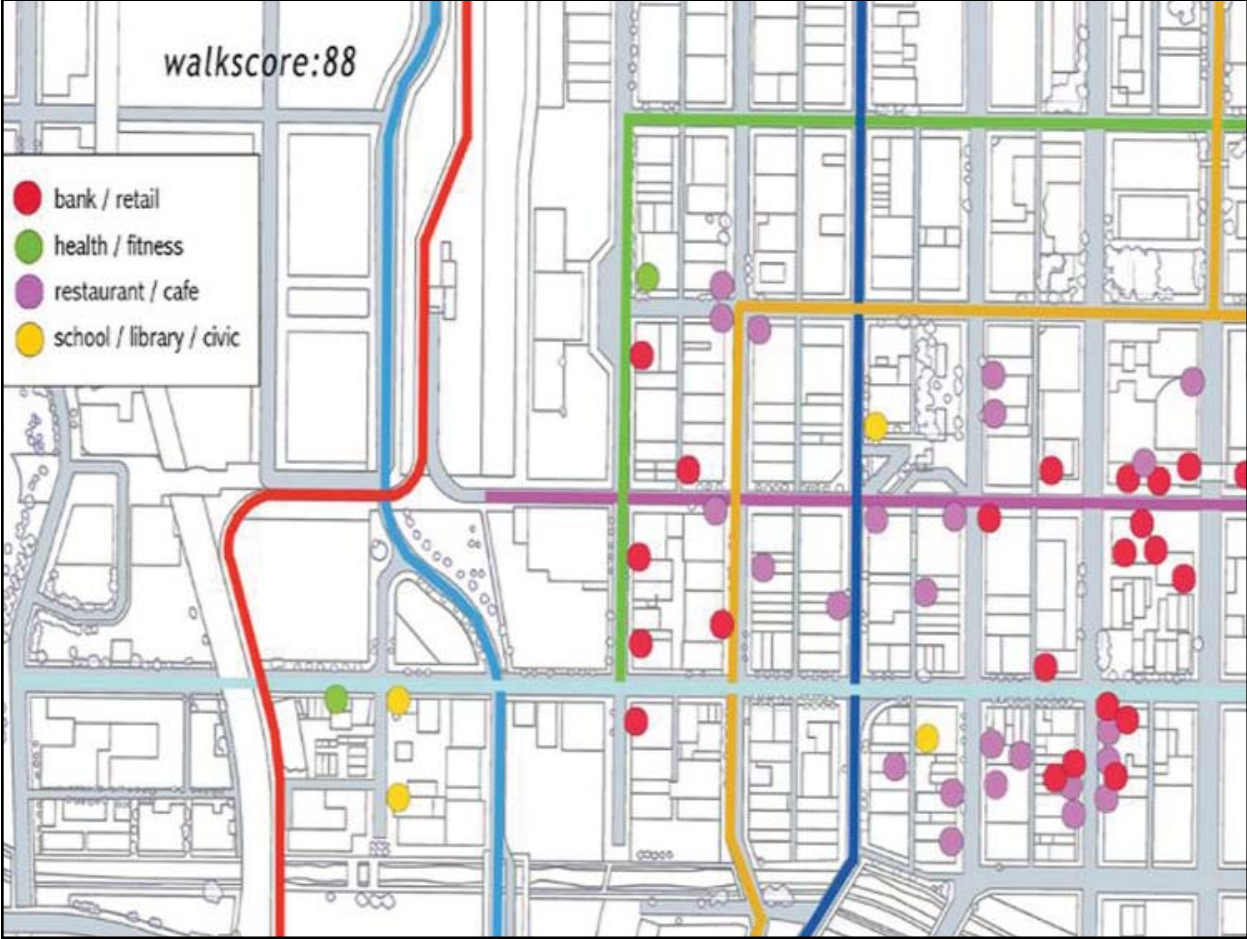 walkscore:88
bank / retail
health / fitness
restaurant / cafe
school / library / civic